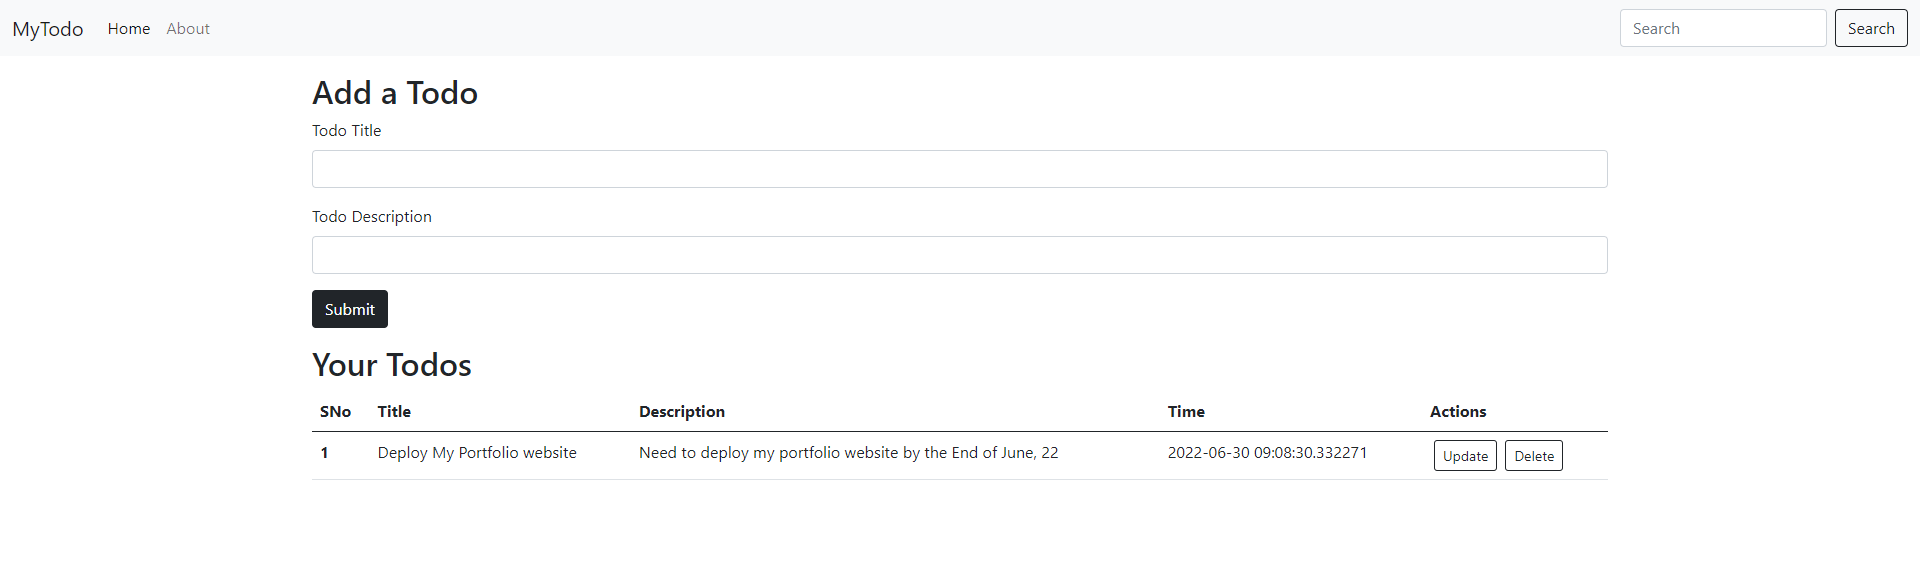 MyTodo Home About Search Search
Add a Todo
Todo Title
Todo Description
Submit
Your Todos
SNo Title Description Time Actions
1 Deploy My Portfolio website Need to deploy my portfolio website by the End of June, 22 2022-06-30 09:08:30.332271 Update Delete